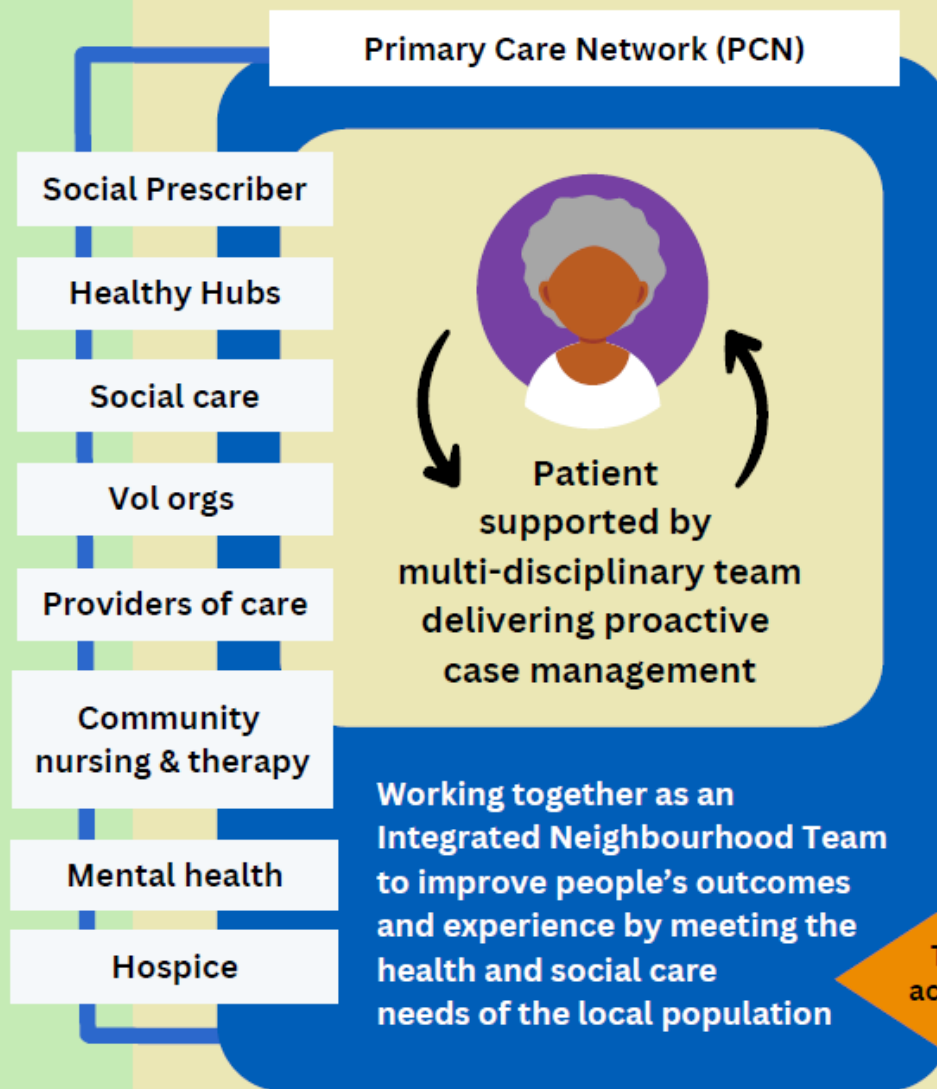 Primary Care Network (PCN)
Social Prescriber
Healthy Hubs
Social care
Vol orgs
Providers of care
Community
nursing & therapy
Mental health
Hospice
Patient
supported by
multi-disciplinary team
delivering proactive
case management
Working together as an
Integrated Neighbourhood Team
to improve people’s outcomes
and experience by meeting the
health and social care
needs of the local population